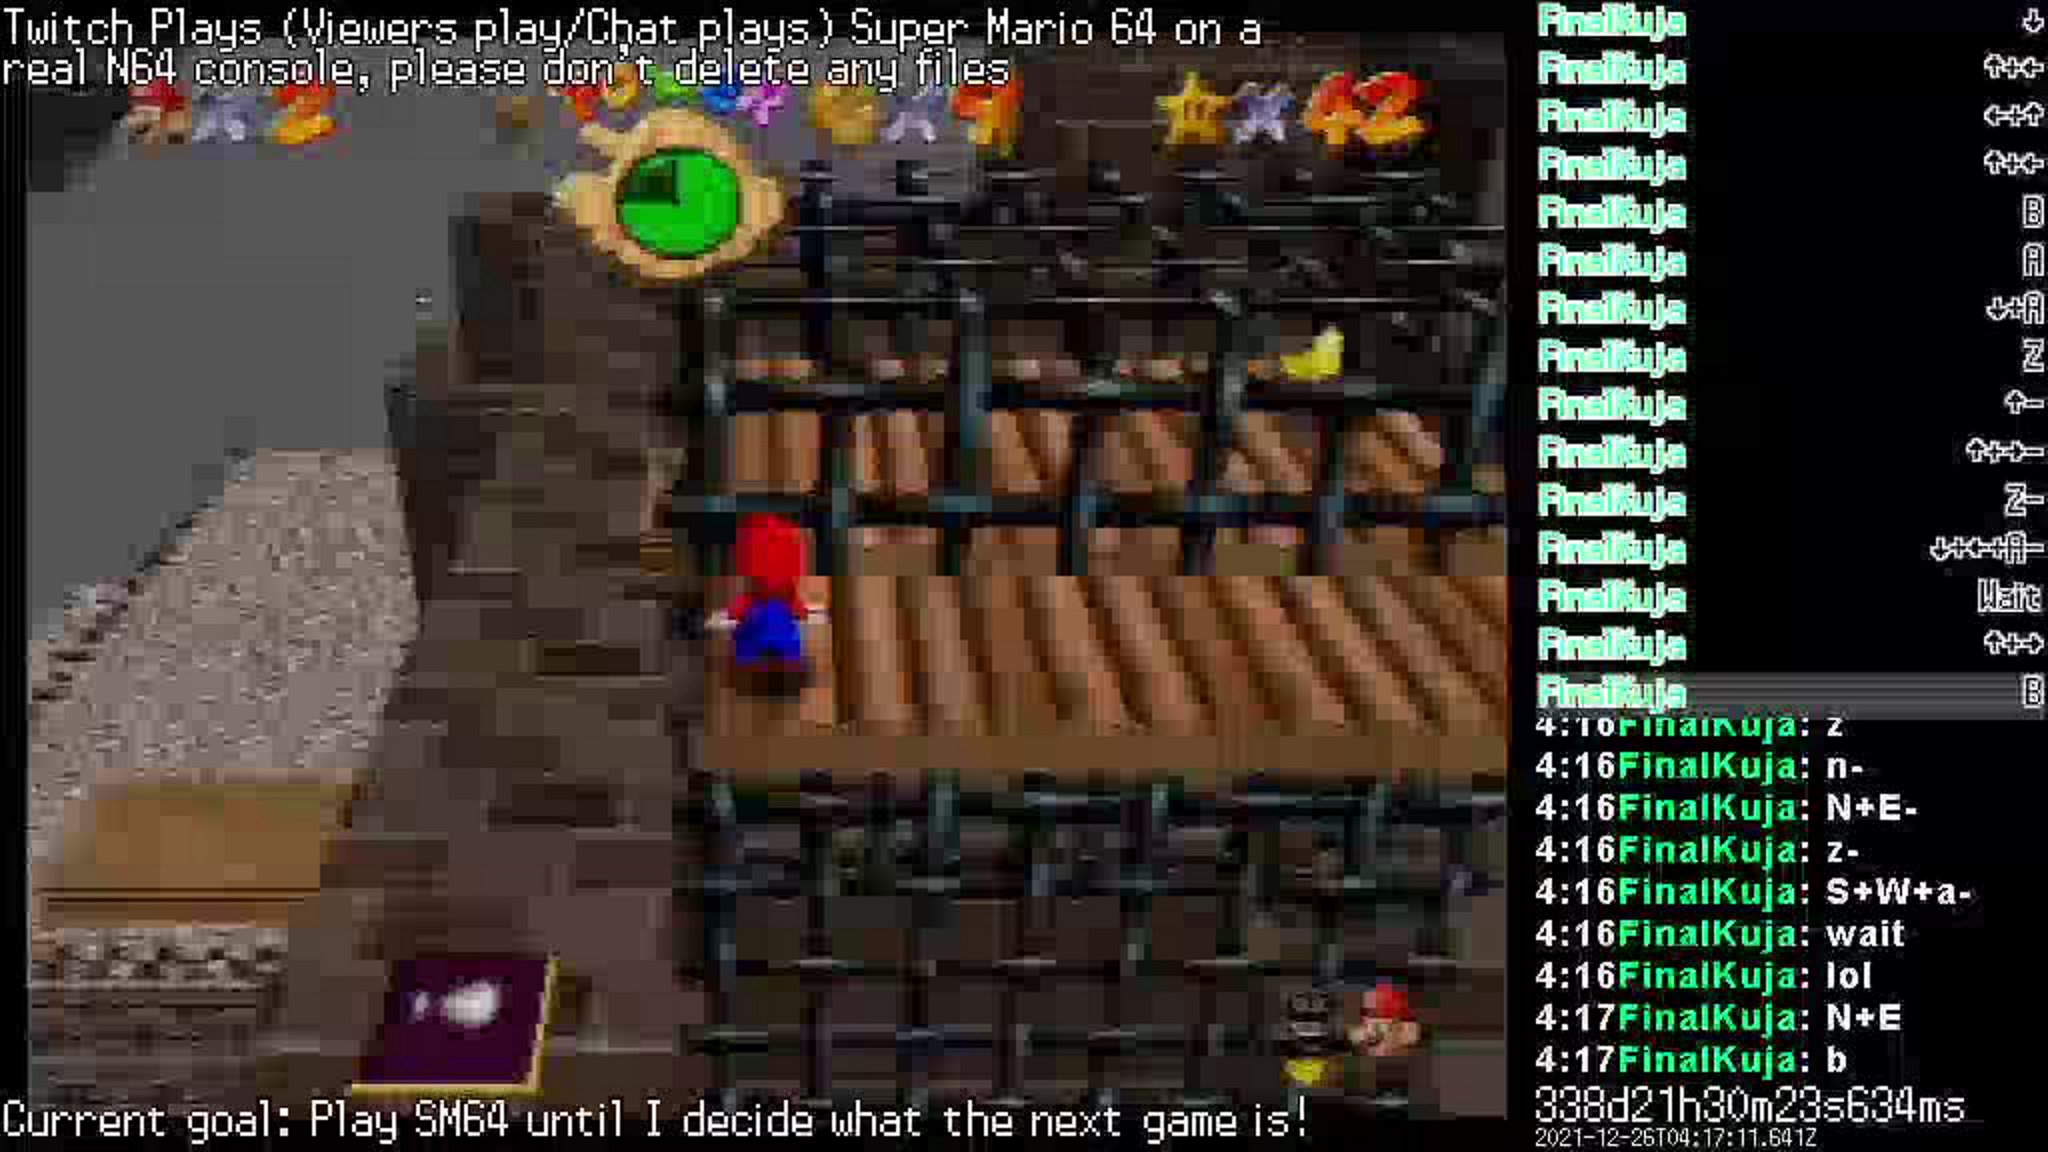 Twitch Plays (Viewers play/Chat plays) Super Mario 64 on a
real N64 console, please don't delete any files
2
42
FinalKuja ↓
FinalKuja ↑+←
FinalKuja ←+↑
FinalKuja ↑+←
FinalKuja B
FinalKuja A
FinalKuja ↓+A
FinalKuja Z
FinalKuja ↑-
FinalKuja ↑+→-
FinalKuja Z-
FinalKuja ↓+←+A-
FinalKuja Wait
FinalKuja ↑+→
FinalKuja B
4:16FinalKuja: z
4:16FinalKuja: n-
4:16FinalKuja: N+E-
4:16FinalKuja: z-
4:16FinalKuja: S+W+a-
4:16FinalKuja: wait
4:16FinalKuja: lol
4:17FinalKuja: N+E
4:17FinalKuja: b
338d21h30m23s634ms
2021-12-26T04:17:11.641Z
Current goal: Play SM64 until I decide what the next game is!